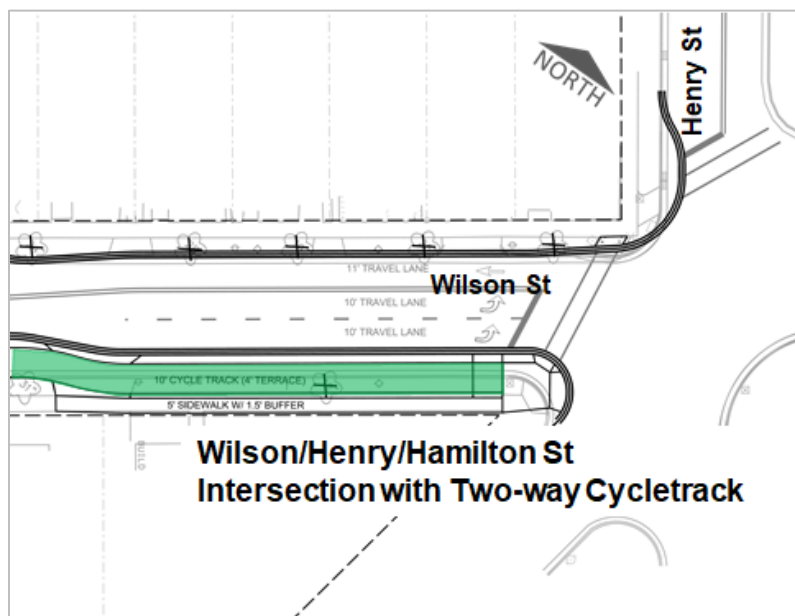 Henry St
NORTH
11' TRAVEL LANE
Wilson St
10' TRAVEL LANE
10' TRAVEL LANE
10' CYCLE TRACK (4' TERRACE)
5' SIDEWALK W/ 1.5' BUFFER
BUILD
Wilson/Henry/Hamilton St
Intersection with Two-way Cycletrack